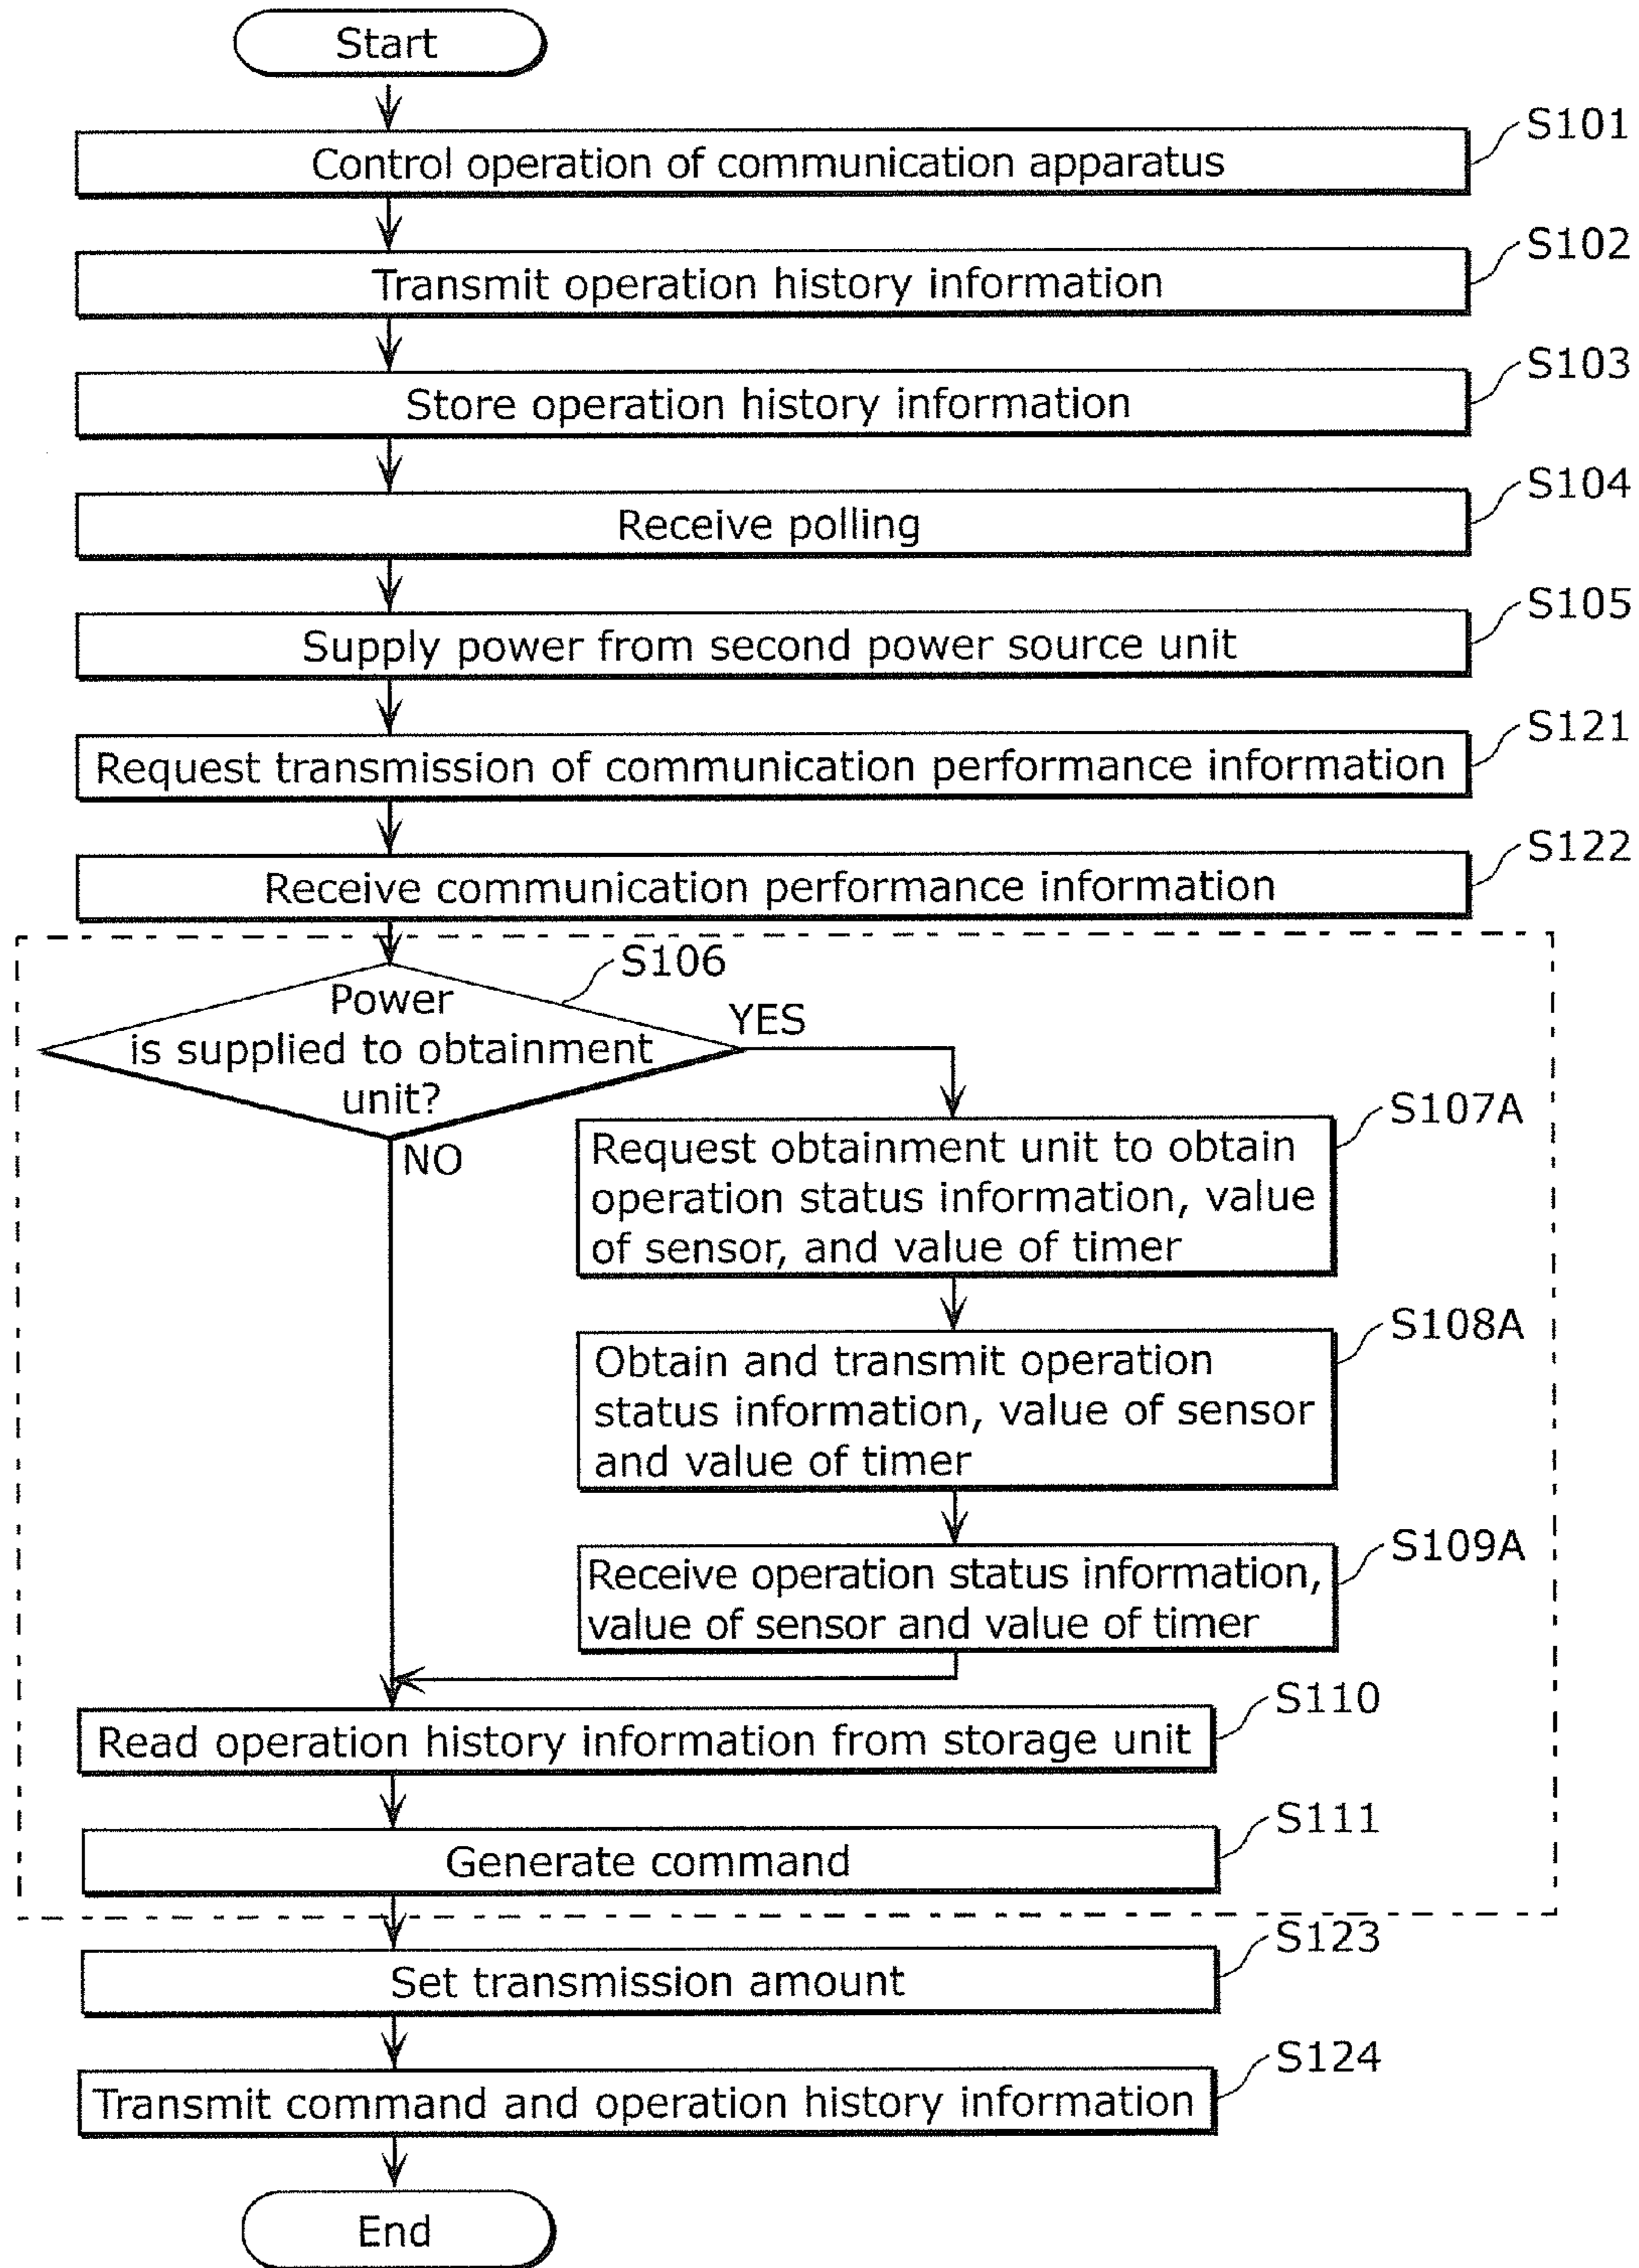 Start
S101
Control operation of communication apparatus
S102
Transmit operation history information
S103
Store operation history information
S104
Receive polling
S105
Supply power from second power source unit
S121
Request transmission of communication performance information
S122
Receive communication performance information
S106
Power
is supplied to obtainment
unit?
YES
NO
S107A
Request obtainment unit to obtain
operation status information, value
of sensor, and value of timer
S108A
Obtain and transmit operation
status information, value of sensor
and value of timer
S109A
Receive operation status information,
value of sensor and value of timer
S110
Read operation history information from storage unit
S111
Generate command
S123
Set transmission amount
S124
Transmit command and operation history information
End